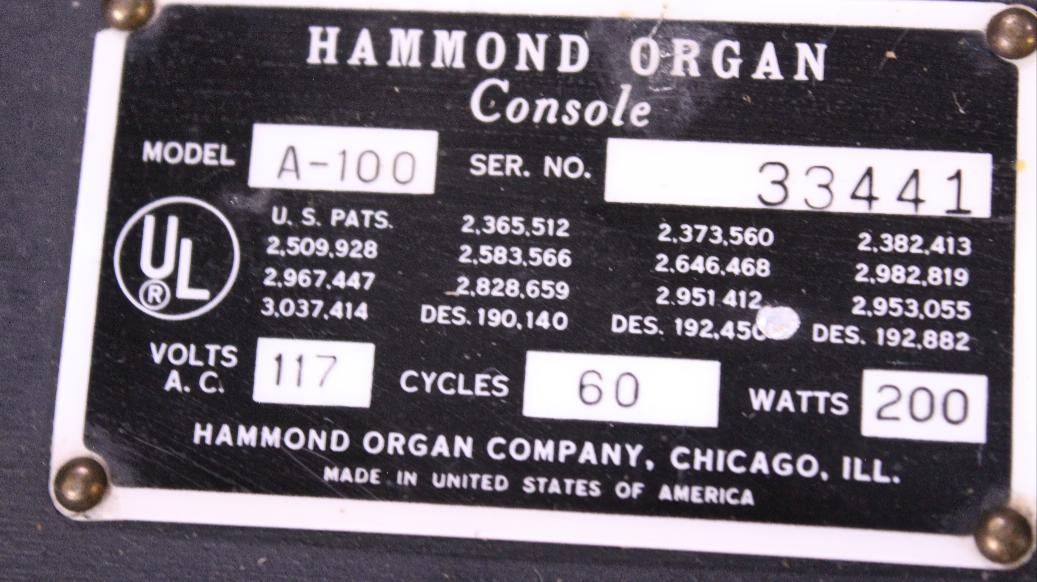 HAMMOND ORGAN
Console
MODEL A-100 SER. NO. 33441
UL ®
U. S. PATS. 2,365,512 2,373,560 2,382,413
2,509,928 2,583,566 2,646,468 2,982,819
2,967,447 2,828,659 2,951,412 2,953,055
3,037,414 DES. 190,140 DES. 192,450 DES. 192,882
VOLTS A. C. 117 CYCLES 60 WATTS 200
HAMMOND ORGAN COMPANY, CHICAGO, ILL.
MADE IN UNITED STATES OF AMERICA